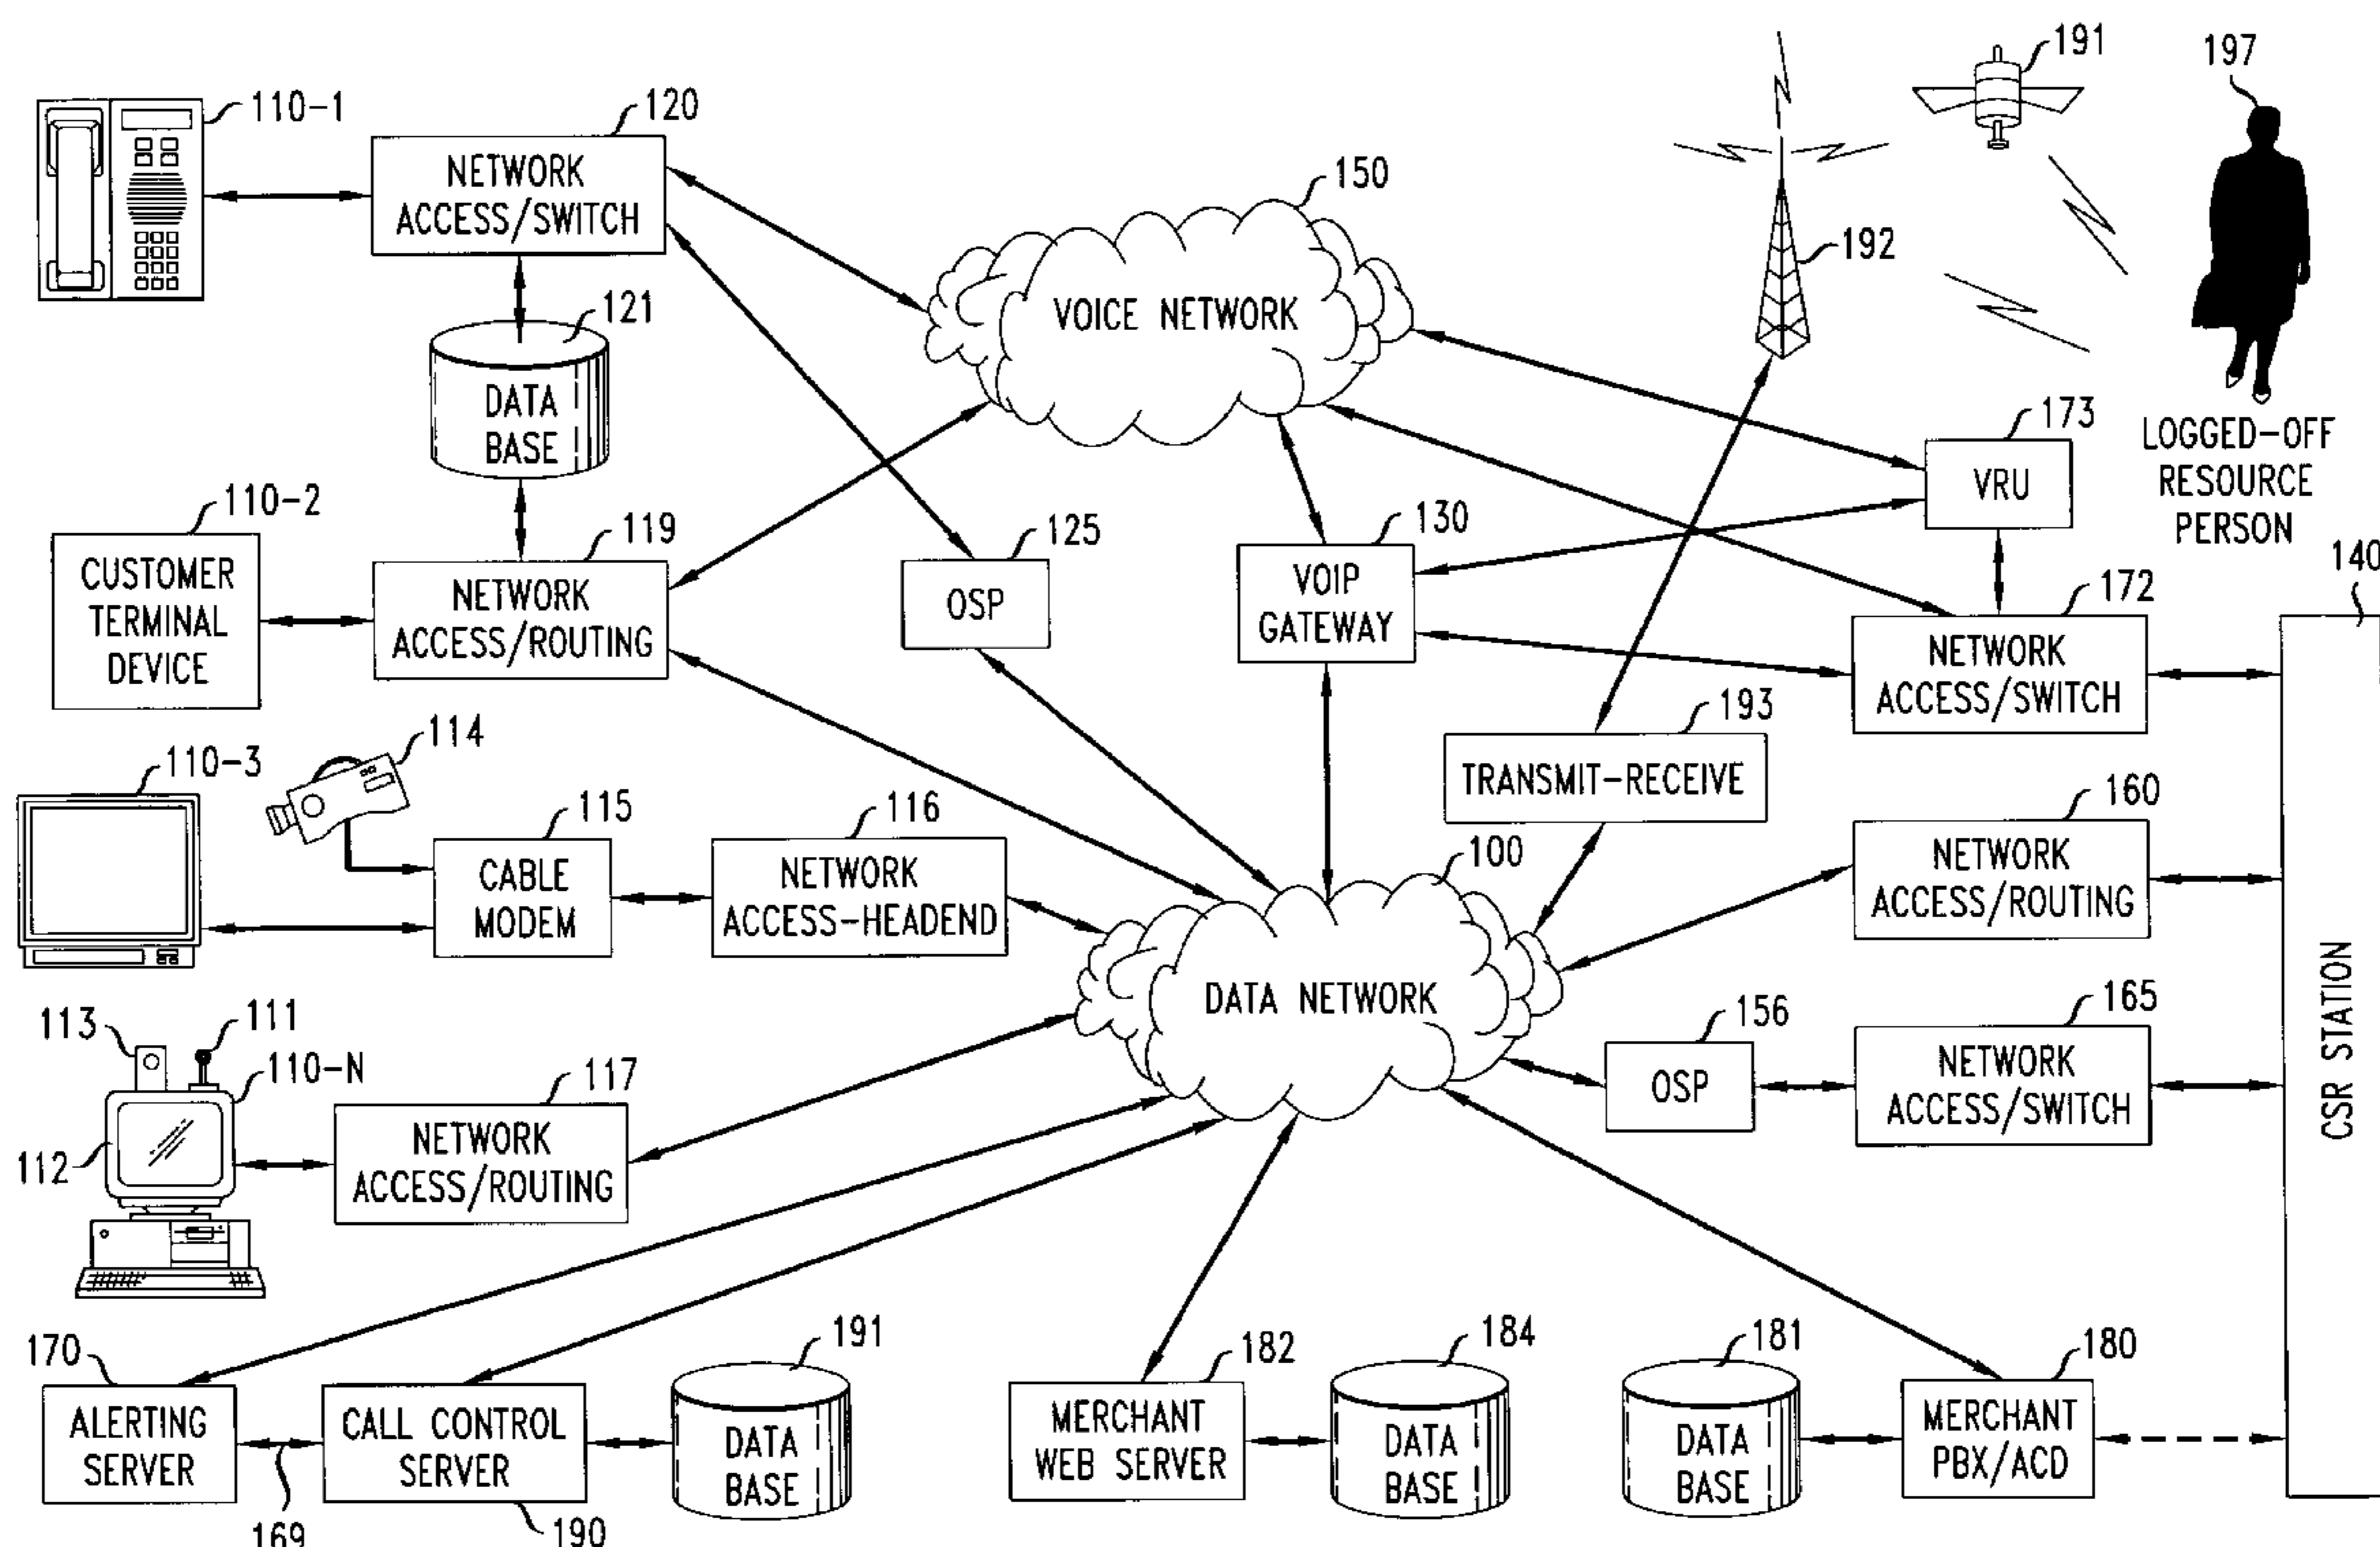 110-1
120
NETWORK
ACCESS/SWITCH
121
DATA
BASE
150
VOICE NETWORK
191
192
197
LOGGED-OFF
RESOURCE
PERSON
173
VRU
110-2
CUSTOMER
TERMINAL
DEVICE
119
NETWORK
ACCESS/ROUTING
125
OSP
130
VOIP
GATEWAY
172
NETWORK
ACCESS/SWITCH
140
CSR STATION
110-3
114
115
CABLE
MODEM
116
NETWORK
ACCESS-HEADEND
193
TRANSMIT-RECEIVE
100
DATA NETWORK
160
NETWORK
ACCESS/ROUTING
113
111
110-N
112
117
NETWORK
ACCESS/ROUTING
156
OSP
165
NETWORK
ACCESS/SWITCH
170
ALERTING
SERVER
169
CALL CONTROL
SERVER
190
191
DATA
BASE
182
MERCHANT
WEB SERVER
184
DATA
BASE
181
DATA
BASE
180
MERCHANT
PBX/ACD